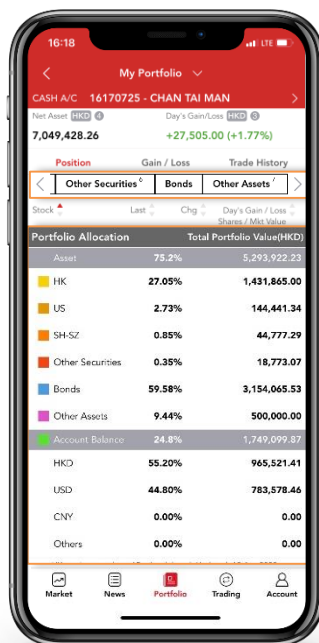 16:18 LTE
My Portfolio
CASH A/C 16170725 - CHAN TAI MAN
Net Asset HKD 4 Day's Gain/Loss HKD 3
7,049,428.26 +27,505.00 (+1.77%)
Position Gain / Loss Trade History
Other Securities 6 Bonds Other Assets 7
Stock Last Chg Day's Gain / Loss
Shares / Mkt Value
Portfolio Allocation Total Portfolio Value(HKD)
Asset 75.2% 5,293,922.23
HK 27.05% 1,431,865.00
US 2.73% 144,441.34
SH-SZ 0.85% 44,777.29
Other Securities 0.35% 18,773.07
Bonds 59.58% 3,154,065.53
Other Assets 9.44% 500,000.00
Account Balance 24.8% 1,749,099.87
HKD 55.20% 965,521.41
USD 44.80% 783,578.46
CNY 0.00% 0.00
Others 0.00% 0.00
Market News Portfolio Trading Account